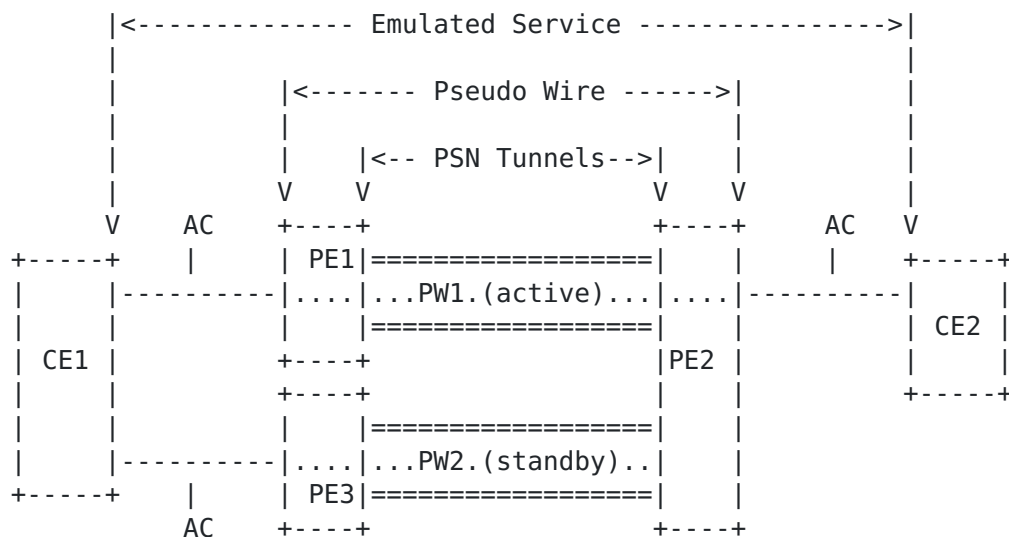 |<-------------- Emulated Service ---------------->|
|                                                  |
|          |<------- Pseudo Wire ------>|          |
|          |                            |          |
|          |    |<-- PSN Tunnels-->|    |          |
|          V    V                  V    V          |
V    AC    +----+                  +----+     AC   V
+-----+    |     | PE1|==================|    |     |    +-----+
|     |----------|....|...PW1.(active)...|....|----------|     |
|     |          |    |==================|    |          | CE2 |
| CE1 |          +----+                  |PE2 |          |     |
|     |          +----+                  |    |          +-----+
|     |          |    |==================|    |
|     |----------|....|...PW2.(standby)..|    |
+-----+    |     | PE3|==================|    |
AC    +----+                  +----+